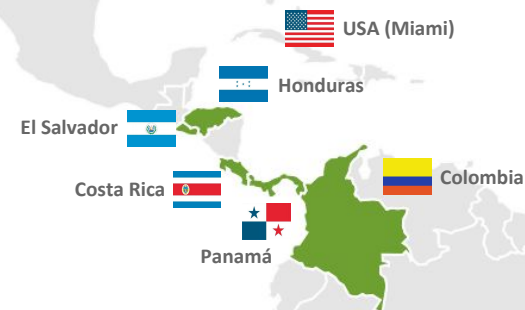 USA (Miami)
Honduras
El Salvador
Costa Rica
Colombia
Panamá